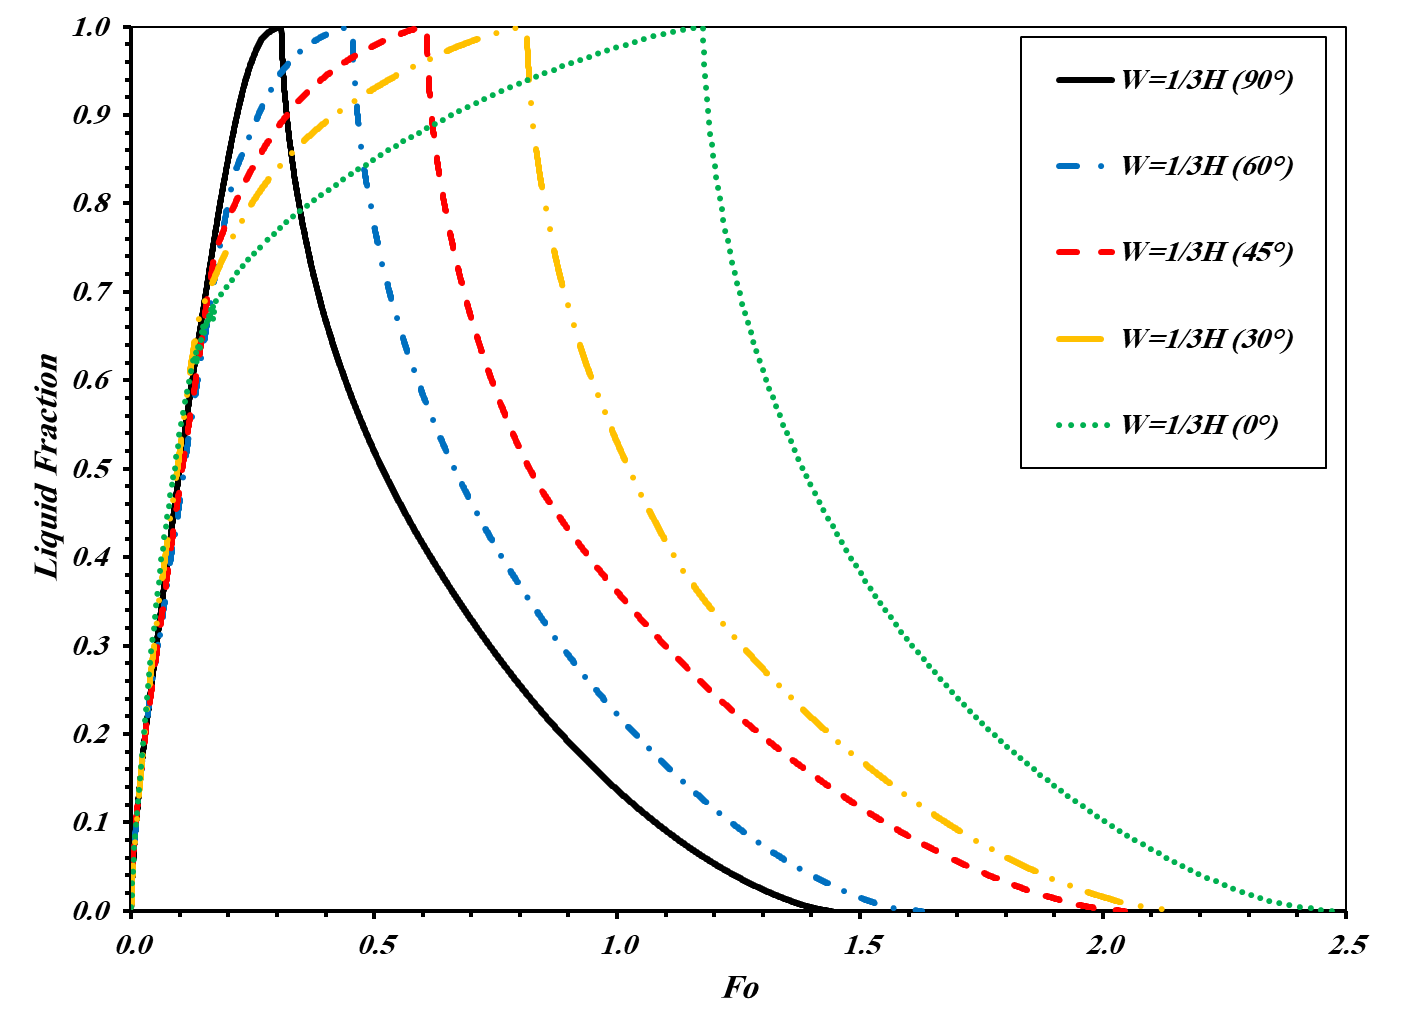 1.0
0.9
0.8
0.7
0.6
0.5
0.4
0.3
0.2
0.1
0.0
Liquid Fraction
0.0 0.5 1.0 1.5 2.0 2.5
Fo
W=1/3H (90°)
W=1/3H (60°)
W=1/3H (45°)
W=1/3H (30°)
W=1/3H (0°)